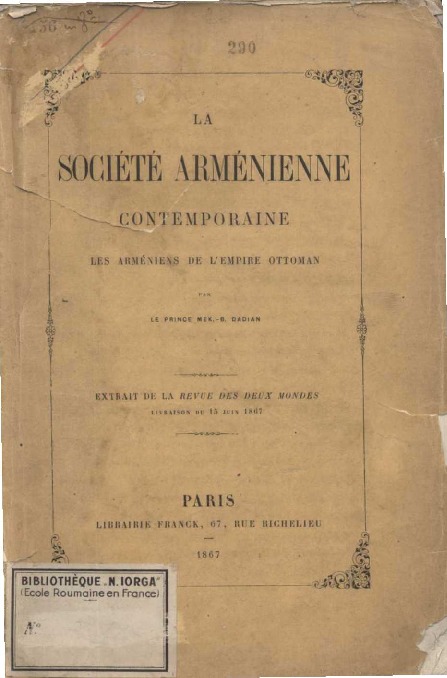 290
LA
SOCIÉTÉ ARMÉNIENNE
CONTEMPORAINE
LES ARMÉNIENS DE L'EMPIRE OTTOMAN
PAR
LE PRINCE MEK.-B. DADIAN
EXTRAIT DE LA REVUE DES DEUX MONDES
LIVRAISON DU 15 JUIN 1867
PARIS
LIBRAIRIE FRANCK, 67, RUE RICHELIEU
1867
BIBLIOTHÈQUE „N. IORGA"
(Ecole Roumaine en France)
No